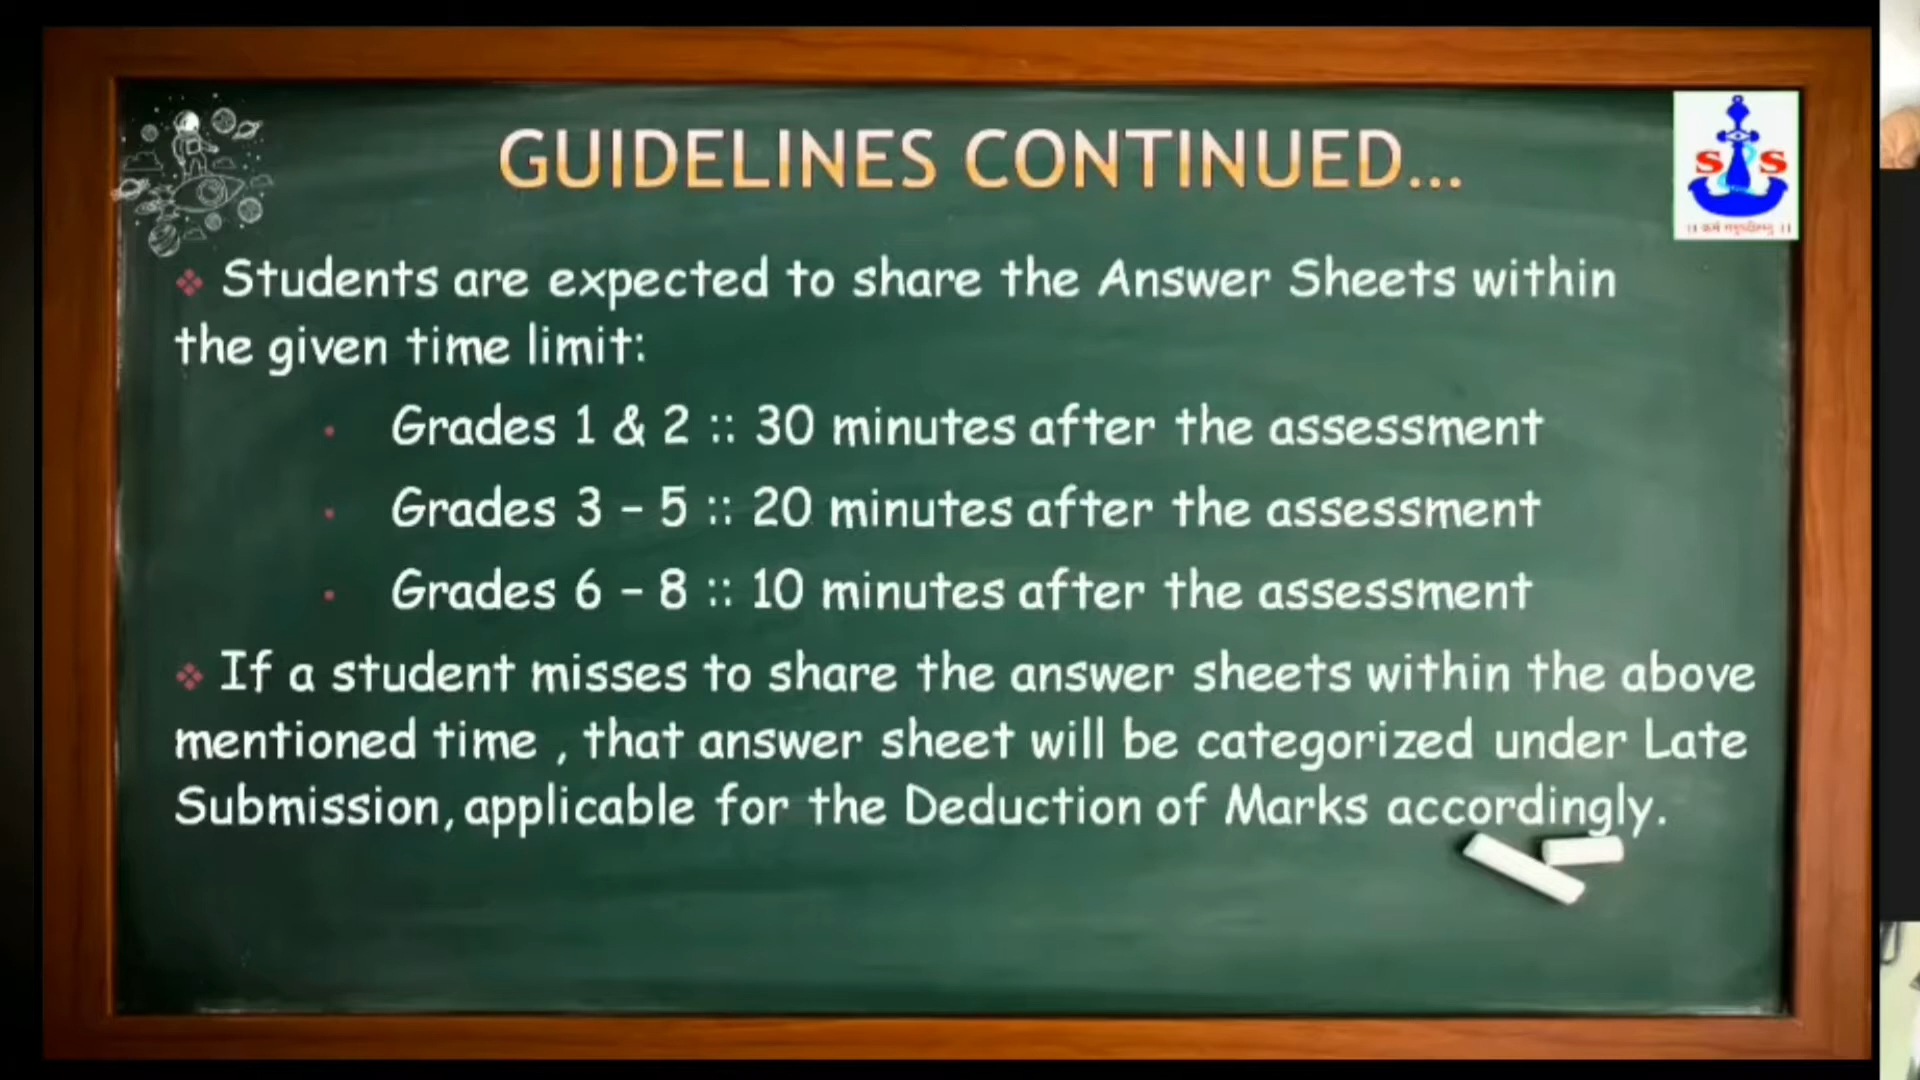 GUIDELINES CONTINUED...
S S
❖ Students are expected to share the Answer Sheets within
the given time limit:
• Grades 1 & 2 :: 30 minutes after the assessment
• Grades 3 – 5 :: 20 minutes after the assessment
• Grades 6 – 8 :: 10 minutes after the assessment
❖ If a student misses to share the answer sheets within the above
mentioned time , that answer sheet will be categorized under Late
Submission, applicable for the Deduction of Marks accordingly.